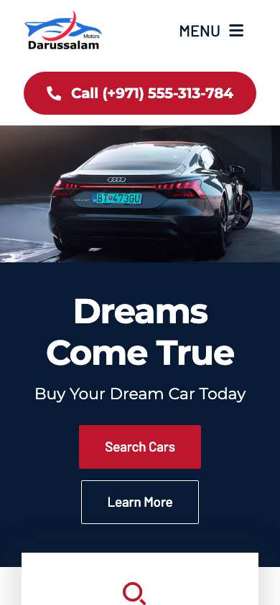 Motors
Darussalam
MENU
Call (+971) 555-313-784
Dreams
Come True
Buy Your Dream Car Today
Search Cars
Learn More